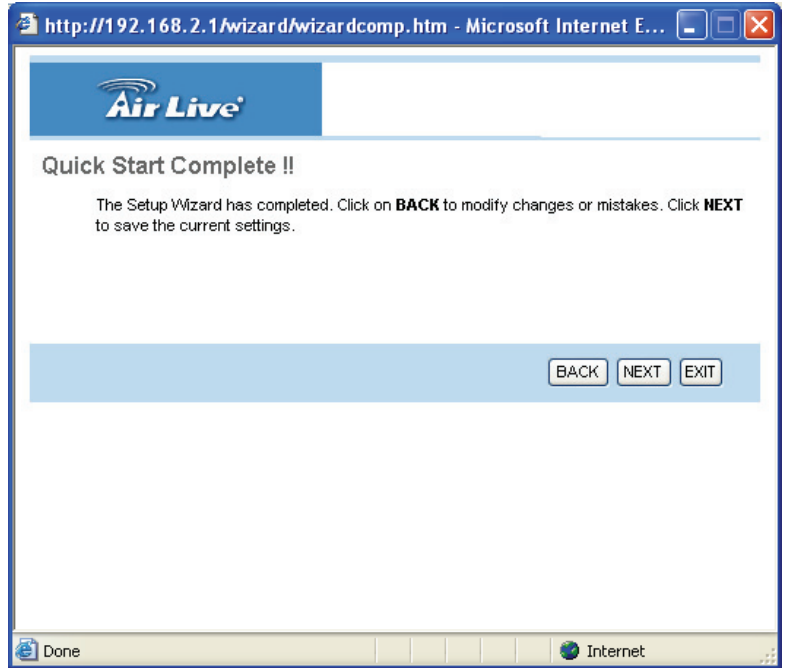 http://192.168.2.1/wizard/wizardcomp.htm - Microsoft Internet E...
Air Live
Quick Start Complete !!
The Setup Wizard has completed. Click on BACK to modify changes or mistakes. Click NEXT
to save the current settings.
BACK NEXT EXIT
Done Internet